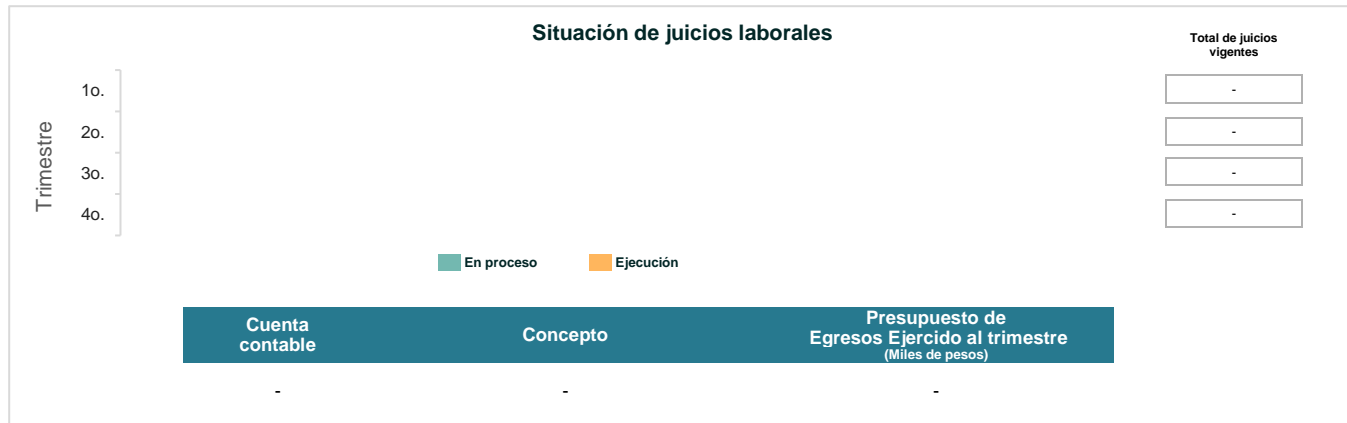 Situación de juicios laborales
Total de juicios
vigentes
Trimestre
1o.
-
2o.
-
3o.
-
4o.
-
En proceso
Ejecución
Cuenta
contable
Concepto
Presupuesto de
Egresos Ejercido al trimestre
(Miles de pesos)
-
-
-